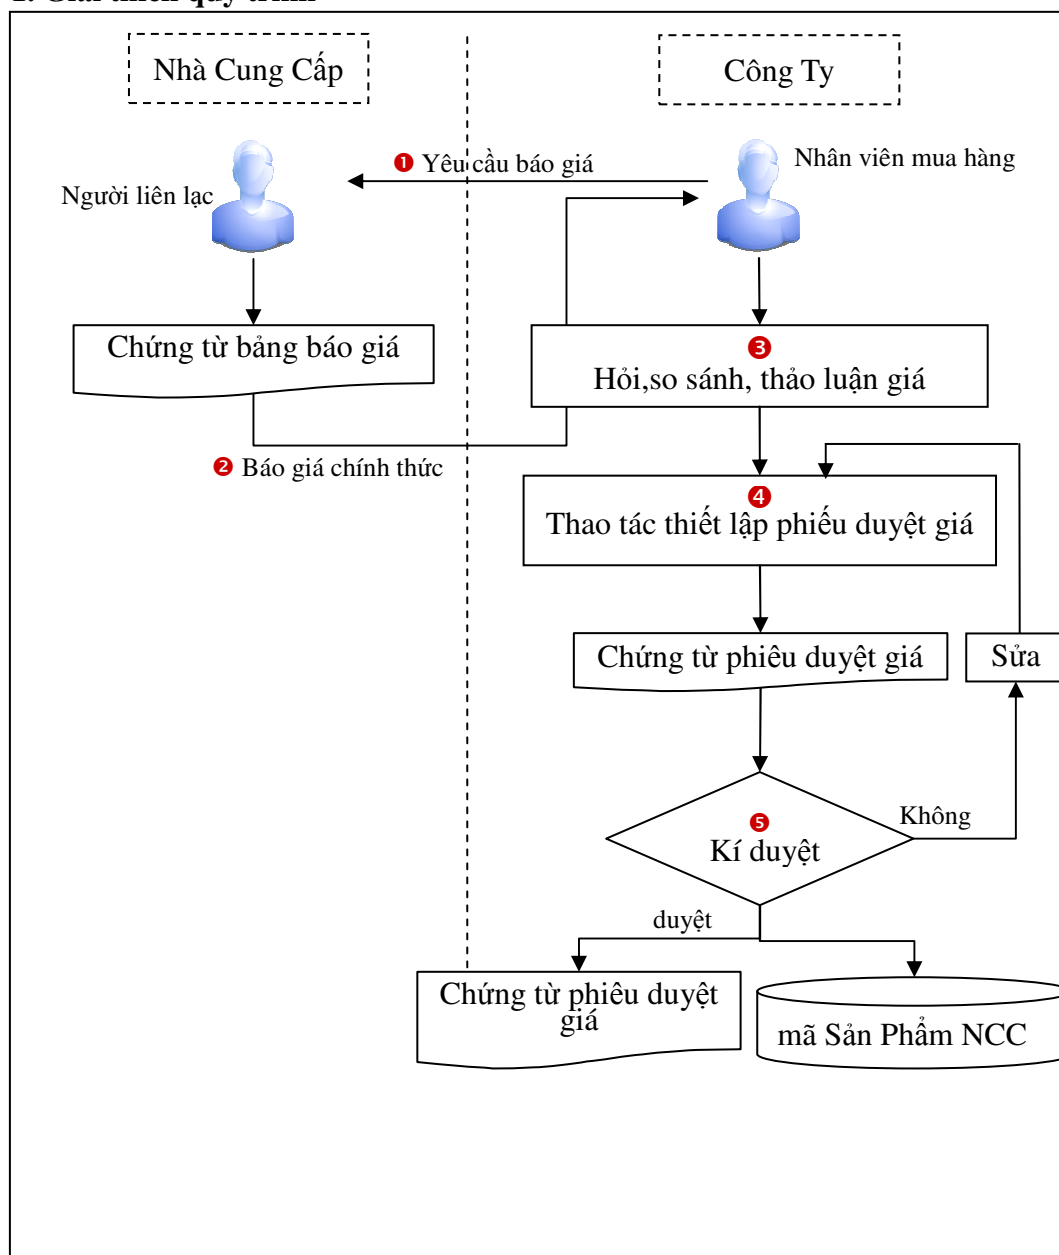 Nhà Cung Cấp
Công Ty
❶ Yêu cầu báo giá
Nhân viên mua hàng
Người liên lạc
Chứng từ bảng báo giá
❸
Hỏi,so sánh, thảo luận giá
❷ Báo giá chính thức
❹
Thao tác thiết lập phiếu duyệt giá
Chứng từ phiêu duyệt giá
Sửa
Không
❺
Kí duyệt
duyệt
Chứng từ phiêu duyệt
giá
mã Sản Phẩm NCC